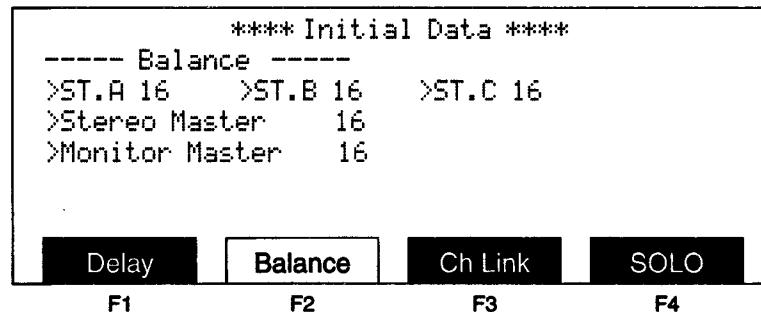 **** Initial Data ****
----- Balance -----
>ST.A 16 >ST.B 16 >ST.C 16
>Stereo Master 16
>Monitor Master 16
Delay Balance Ch Link SOLO
F1 F2 F3 F4